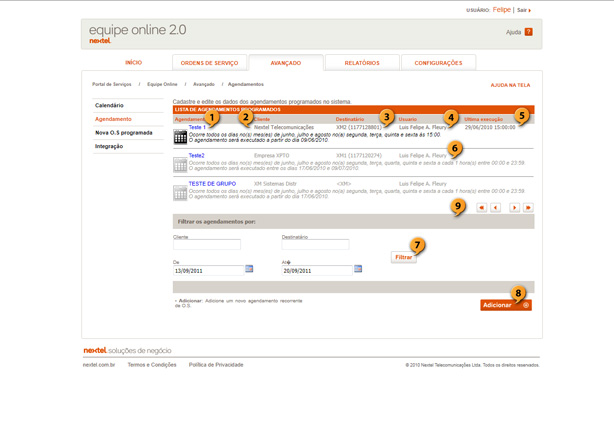 USUÁRIO: Felipe | Sair
equipe online 2.0
nextel.
Ajuda ?
INÍCIO
ORDENS DE SERVIÇO
AVANÇADO
RELATÓRIOS
CONFIGURAÇÕES
Portal de Serviços / Equipe Online / Avançado / Agendamentos
AJUDA NA TELA
Calendário
Agendamento
Nova O.S programada
Integração
Cadastre e edite os dados dos agendamentos programados no sistema.
LISTA DE AGENDAMENTOS PROGRAMADOS
Agendamento Cliente Destinatário Usuario Ultima execução
1 2 3 4 5
Teste 1 Nextel Telecomunicações XM2 (1177128801) Luis Felipe A. Fleury 29/06/2010 15:00:00
Ocorre todos os dias no(s) mes(es) de: junho, julho e agosto no(s) segunda, terça, quinta e sexta às 15:00.
O agendamento será executado a partir do dia 09/06/2010.
Teste2 Empresa XPTO XM1 (1177120274) Luis Felipe A. Fleury 6
Ocorre todos os dias no(s) mes(es) de: junho, julho e agosto no(s) segunda, terça, quarta, quinta e sexta a cada 1 hora(s) entre 00:00 e 23:59.
O agendamento será executado entre os dias 17/06/2010 e 09/07/2010.
TESTE DE GRUPO XM Sistemas Distr <XM> Luis Felipe A. Fleury
Ocorre todos os dias no(s) mes(es) de: junho, julho e agosto no(s) segunda, terça, quarta, quinta e sexta a cada 1 hora(s) entre 00:00 e 23:59.
O agendamento será executado a partir do dia 17/06/2010.
9
Filtrar os agendamentos por:
Cliente Destinatário
7
Filtrar
De At�
13/09/2011 20/09/2011
8
• Adicionar: Adicione um novo agendamento recorrente
de O.S.
Adicionar
nextel. soluções de negócio
nextel.com.br Termos e Condições Política de Privacidade
© 2010 Nextel Telecomunicações Ltda. Todos os direitos reservados.